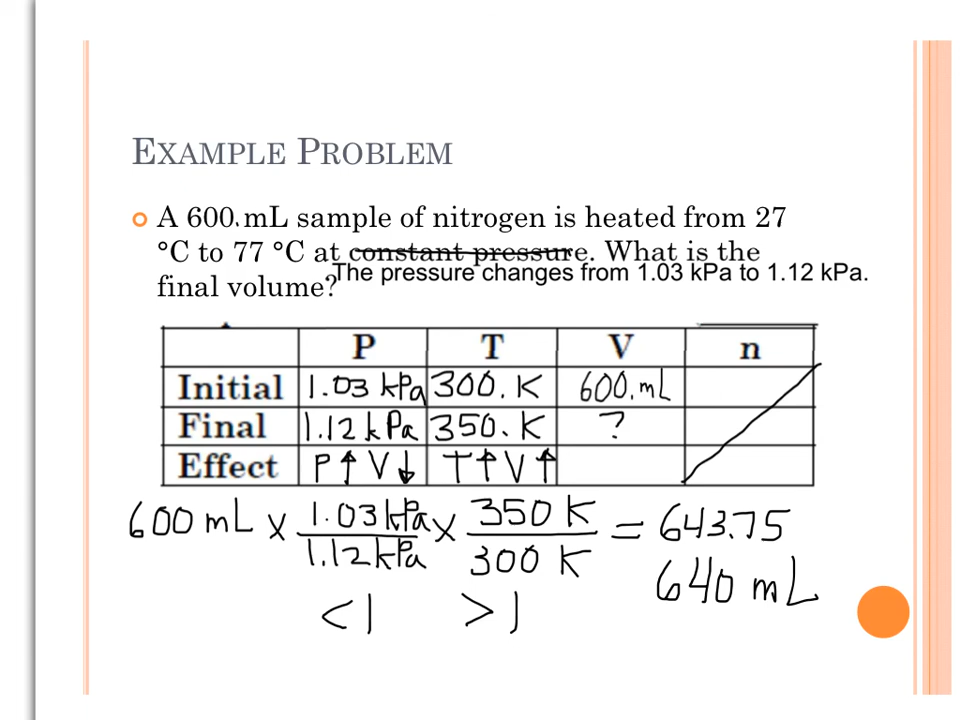 EXAMPLE PROBLEM
A 600. mL sample of nitrogen is heated from 27
°C to 77 °C at constant pressure. What is the
The pressure changes from 1.03 kPa to 1.12 kPa.
final volume?
P T V n
Initial 1.03 kPa 300. K 600. mL
Final 1.12 kPa 350. K ?
Effect P↑ V↓ T↑ V↑
600 mL x 1.03 kPa x 350 K = 643.75
1.12 kPa 300 K 640 mL
<1 >1